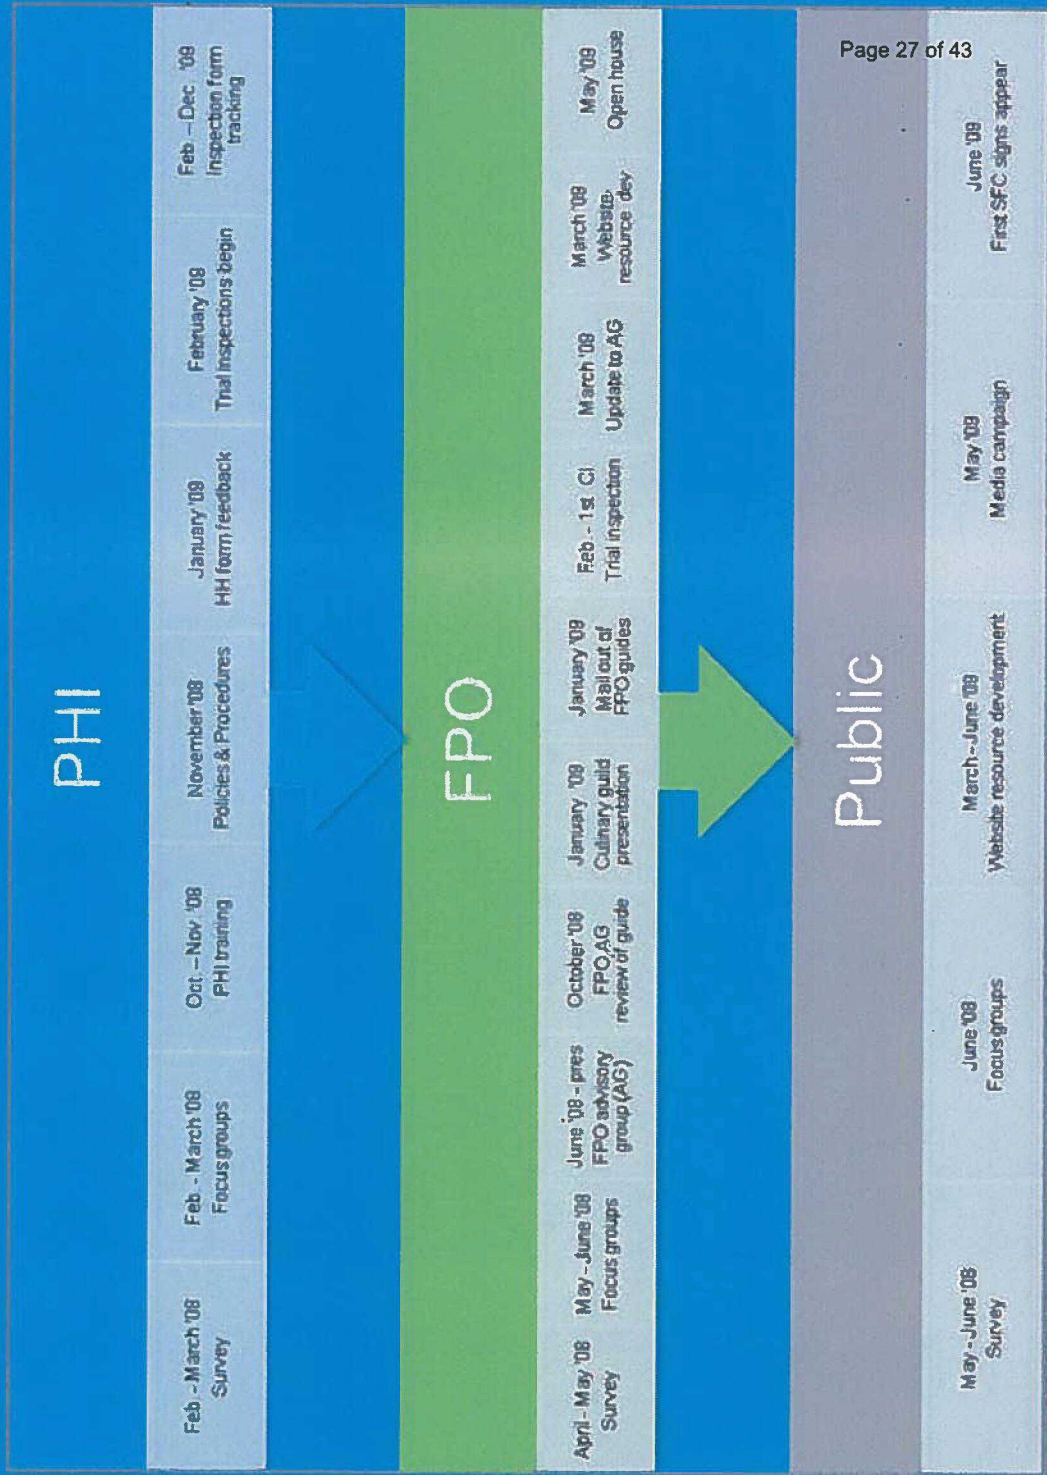 Page 27 of 43
PHI
Feb. - March '08
Survey
Feb. - March '08
Focus groups
Oct. - Nov. '08
PHI training
November '08
Policies & Procedures
January '09
HH form feedback
February '09
Trial inspections begin
Feb. - Dec. '09
Inspection form
tracking
FPO
April - May '08
Survey
May - June '08
Focus groups
June '08 - pres
FPO advisory
group (AG)
October '08
FPO AG
review of guide
January '09
Culinary guild
presentation
January '09
Mail out of
FPO guides
Feb. - 1st CI
Trial inspection
March '09
Update to AG
March '09
Website
resource dev
May '09
Open house
Public
May - June '08
Survey
June '08
Focus groups
March - June '09
Website resource development
May '09
Media campaign
June '09
First SFC signs appear